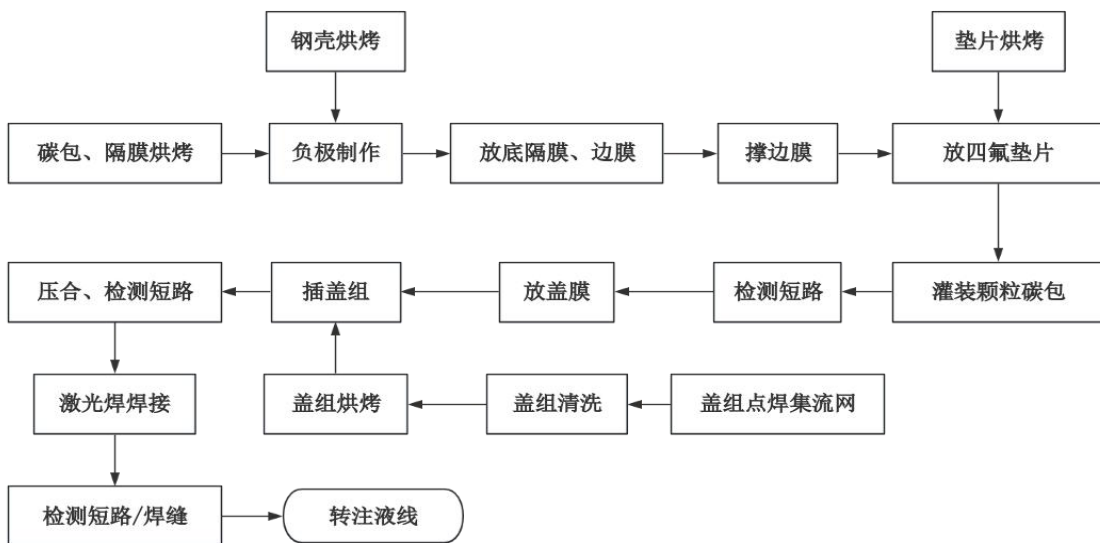 钢壳烘烤
垫片烘烤
碳包、隔膜烘烤
负极制作
放底隔膜、边膜
撑边膜
放四氟垫片
压合、检测短路
插盖组
放盖膜
检测短路
灌装颗粒碳包
激光焊焊接
盖组烘烤
盖组清洗
盖组点焊集流网
检测短路/焊缝
转注液线